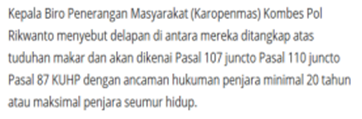 Kepala Biro Penerangan Masyarakat (Karopenmas) Kombes Pol
Rikwanto menyebut delapan di antara mereka ditangkap atas
tuduhan makar dan akan dikenai Pasal 107 juncto Pasal 110 juncto
Pasal 87 KUHP dengan ancaman hukuman penjara minimal 20 tahun
atau maksimal penjara seumur hidup.